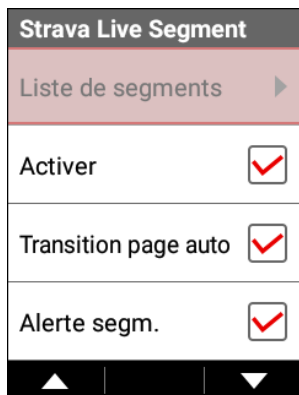 Strava Live Segment
Liste de segments
Activer
Transition page auto
Alerte segm.